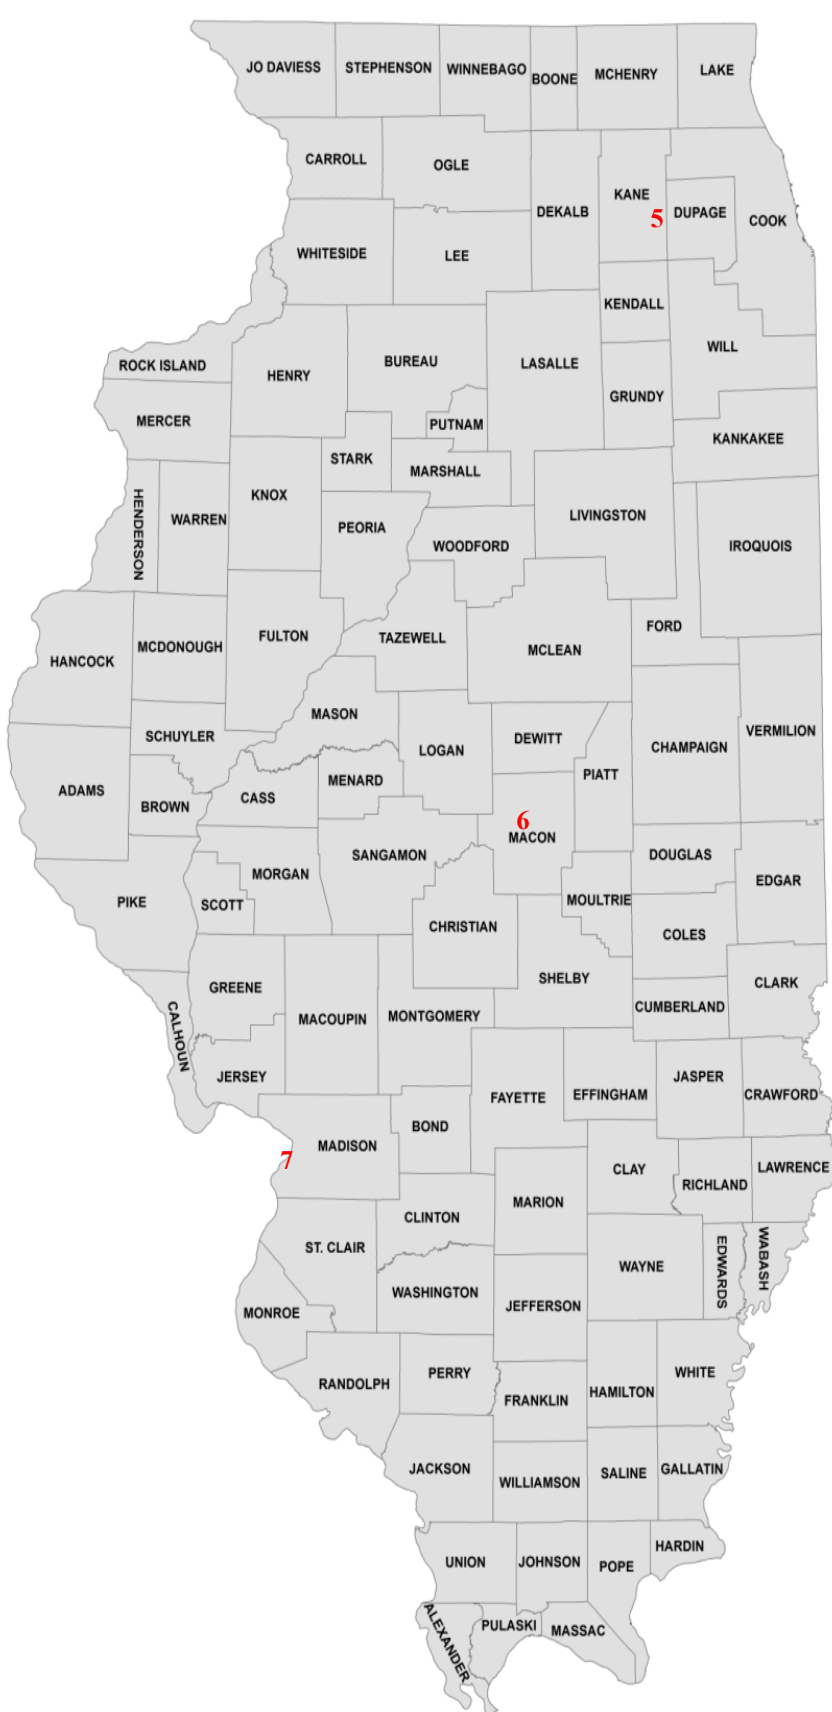 JO DAVIESS STEPHENSON WINNEBAGO BOONE MCHENRY LAKE
CARROLL OGLE
DEKALB KANE 5 DUPAGE COOK
WHITESIDE LEE
KENDALL
ROCK ISLAND HENRY BUREAU LASALLE WILL
GRUNDY
MERCER PUTNAM
KANKAKEE
STARK MARSHALL
HENDERSON WARREN KNOX PEORIA LIVINGSTON
WOODFORD IROQUOIS
HANCOCK MCDONOUGH FULTON TAZEWELL MCLEAN FORD
MASON
SCHUYLER LOGAN DEWITT CHAMPAIGN VERMILION
ADAMS BROWN CASS MENARD PIATT
6
MACON
SANGAMON DOUGLAS
PIKE SCOTT MORGAN MOULTRIE EDGAR
CHRISTIAN COLES
GREENE SHELBY CLARK
CALHOUN MACOUPIN MONTGOMERY CUMBERLAND
JERSEY FAYETTE EFFINGHAM JASPER CRAWFORD
7 MADISON BOND
CLAY RICHLAND LAWRENCE
CLINTON MARION
ST. CLAIR WAYNE EDWARDS WABASH
MONROE WASHINGTON JEFFERSON
RANDOLPH PERRY FRANKLIN HAMILTON WHITE
JACKSON WILLIAMSON SALINE GALLATIN
UNION JOHNSON POPE HARDIN
ALEXANDER PULASKI MASSAC